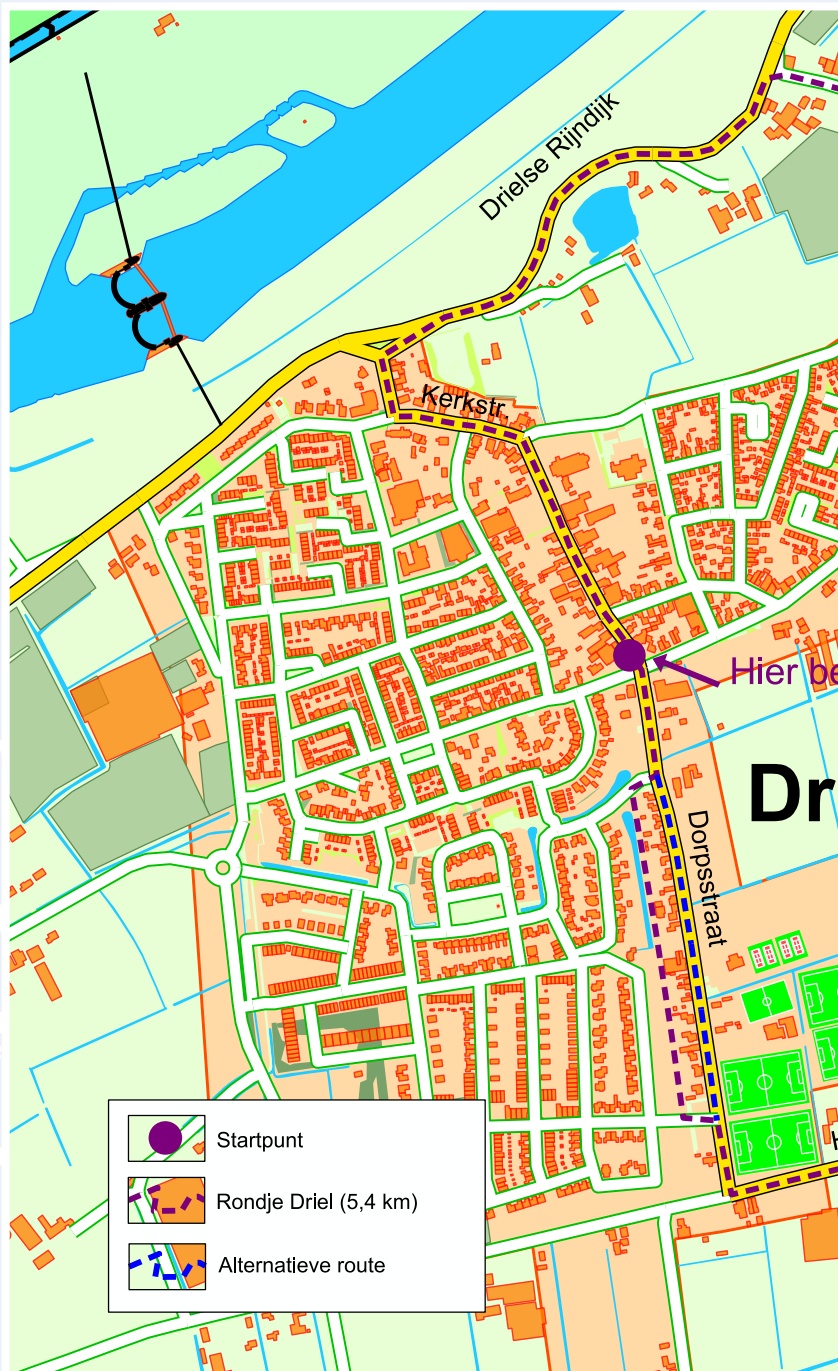 Drielse Rijndijk
Kerkstr.
Hier be
Dr
Dorpsstraat
Startpunt
Rondje Driel (5,4 km)
Alternatieve route